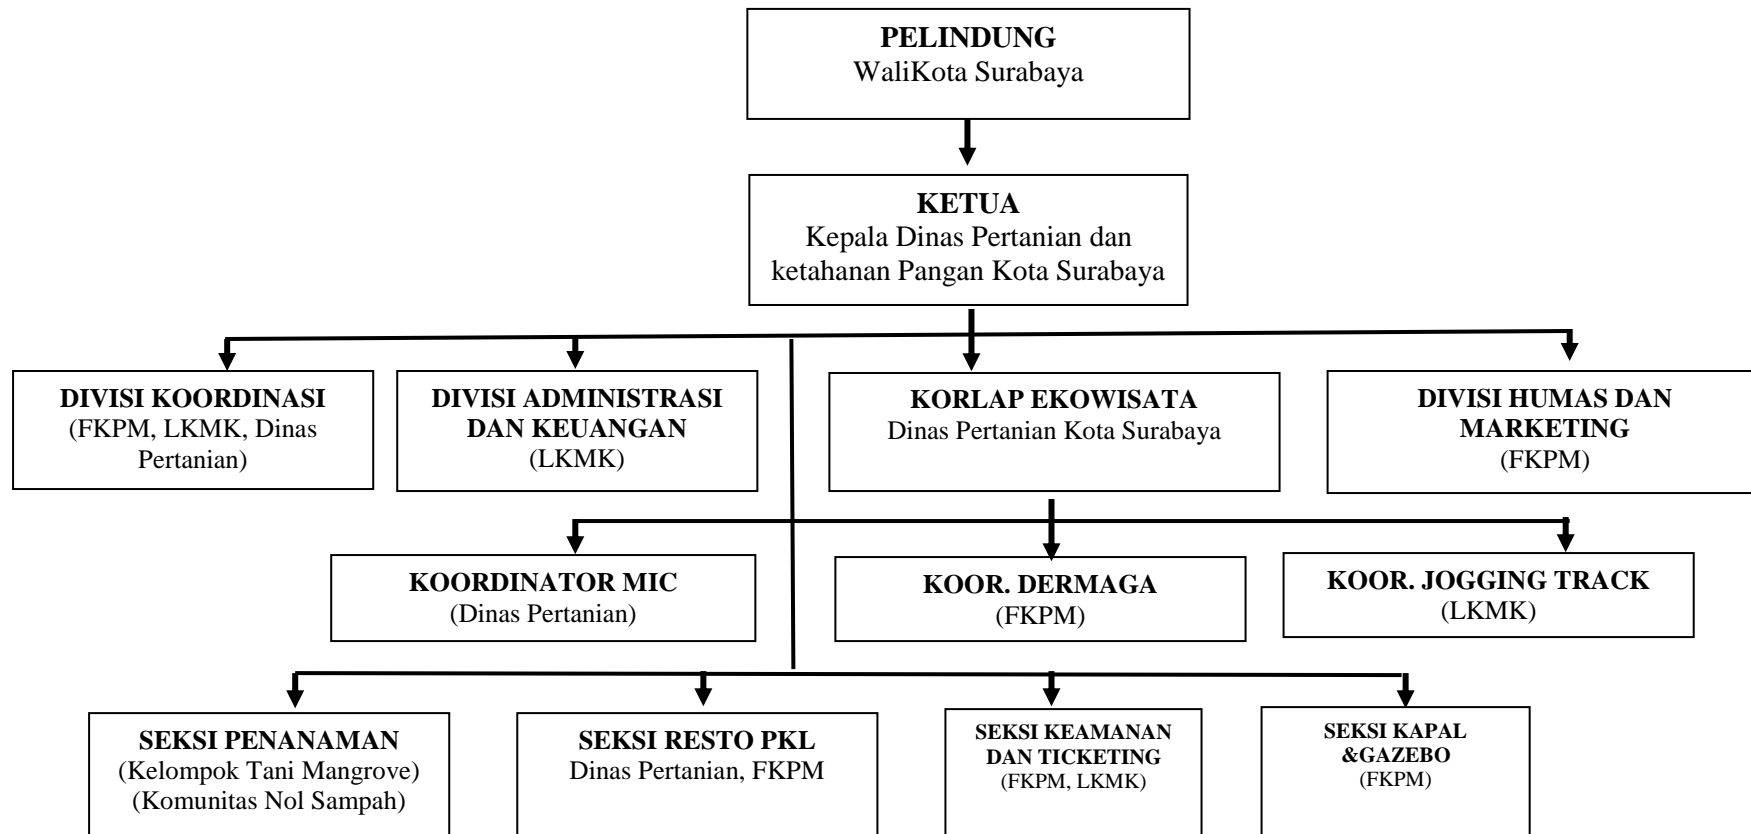 PELINDUNG
WaliKota Surabaya
KETUA
Kepala Dinas Pertanian dan
ketahanan Pangan Kota Surabaya
DIVISI KOORDINASI
(FKPM, LKMK, Dinas
Pertanian)
DIVISI ADMINISTRASI
DAN KEUANGAN
(LKMK)
KORLAP EKOWISATA
Dinas Pertanian Kota Surabaya
DIVISI HUMAS DAN
MARKETING
(FKPM)
KOORDINATOR MIC
(Dinas Pertanian)
KOOR. DERMAGA
(FKPM)
KOOR. JOGGING TRACK
(LKMK)
SEKSI PENANAMAN
(Kelompok Tani Mangrove)
(Komunitas Nol Sampah)
SEKSI RESTO PKL
Dinas Pertanian, FKPM
SEKSI KEAMANAN
DAN TICKETING
(FKPM, LKMK)
SEKSI KAPAL
&GAZEBO
(FKPM)